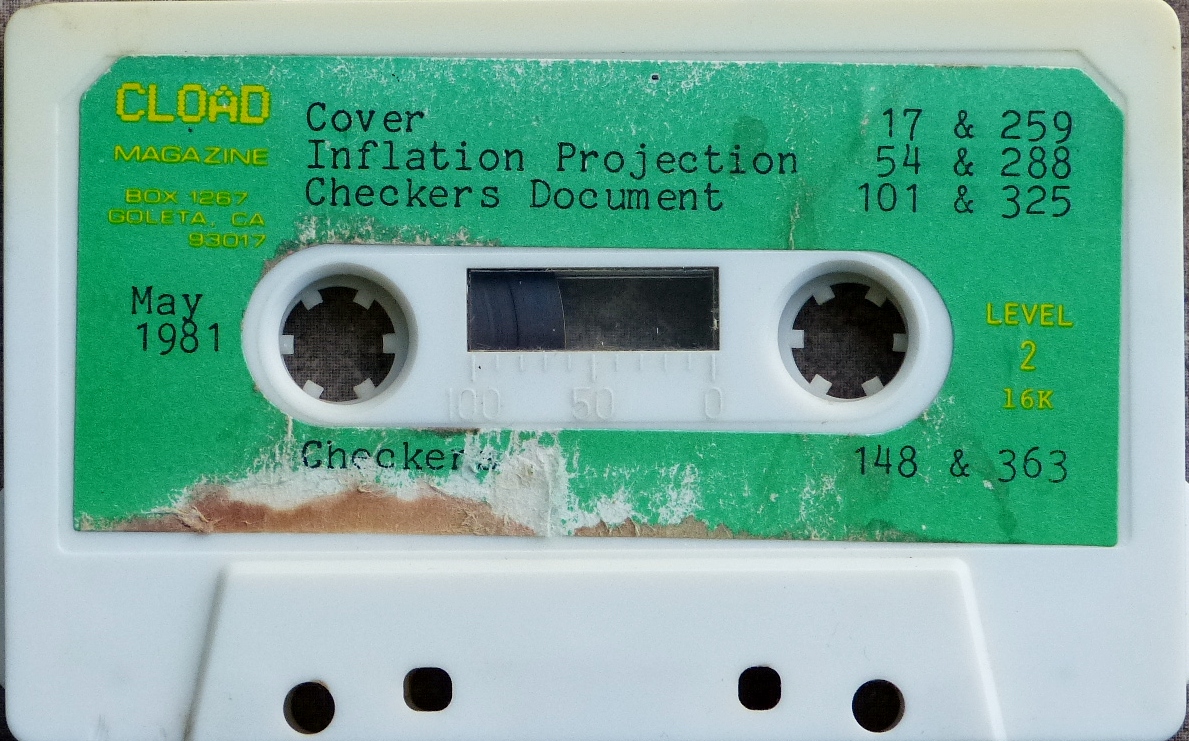 CLOAD
MAGAZINE
BOX 1267
GOLETA, CA
93017
Cover 17 & 259
Inflation Projection 54 & 288
Checkers Document 101 & 325
May
1981
LEVEL
2
16K
100 50 0
Checkers 148 & 363